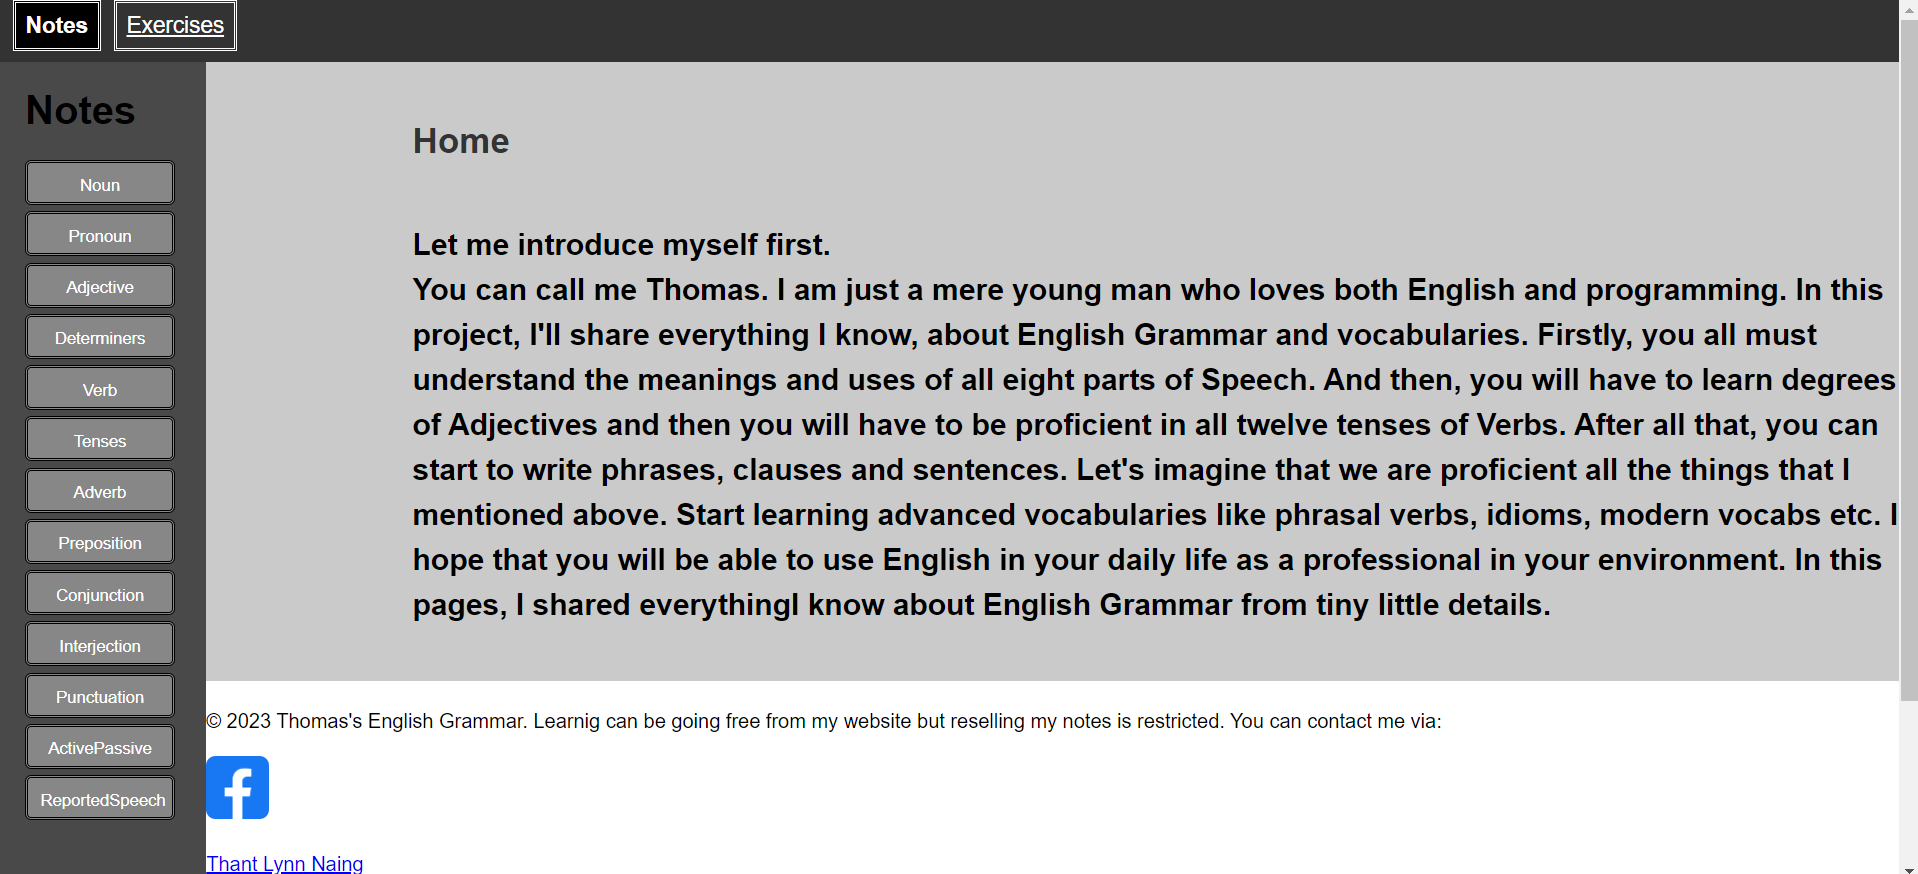 Notes
Exercises
Notes
Noun
Pronoun
Adjective
Determiners
Verb
Tenses
Adverb
Preposition
Conjunction
Interjection
Punctuation
ActivePassive
ReportedSpeech
Home
Let me introduce myself first.
You can call me Thomas. I am just a mere young man who loves both English and programming. In this
project, I'll share everything I know, about English Grammar and vocabularies. Firstly, you all must
understand the meanings and uses of all eight parts of Speech. And then, you will have to learn degrees
of Adjectives and then you will have to be proficient in all twelve tenses of Verbs. After all that, you can
start to write phrases, clauses and sentences. Let's imagine that we are proficient all the things that I
mentioned above. Start learning advanced vocabularies like phrasal verbs, idioms, modern vocabs etc. I
hope that you will be able to use English in your daily life as a professional in your environment. In this
pages, I shared everythingI know about English Grammar from tiny little details.
© 2023 Thomas's English Grammar. Learnig can be going free from my website but reselling my notes is restricted. You can contact me via:
Thant Lynn Naing